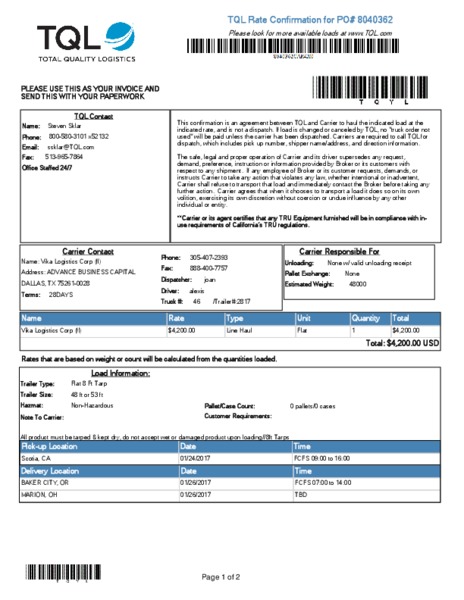 TQL
TOTAL QUALITY LOGISTICS
TQL Rate Confirmation for PO# 8040362
Please look for more available loads at www.TQL.com
PLEASE USE THIS AS YOUR INVOICE AND
SEND THIS WITH YOUR PAPERWORK
T Q Y L
TQL Contact
Name: Steven Sklar
Phone: 800-580-3101 x52132
Email: ssklar@TQL.com
Fax: 513-965-7864
Office Staffed 24/7
This confirmation is an agreement between TQL and Carrier to haul the indicated load at the
indicated rate, and is not a dispatch. If load is changed or canceled by TQL, no "truck order not
used" will be paid unless the carrier has been dispatched. Carriers are required to call TQL for
dispatch, which includes pick up number, shipper name/address, and direction information.
The safe, legal and proper operation of Carrier and its driver supersedes any request,
demand, preference, instruction or information by Broker or its customers with
respect to any shipment. If any employee of Broker or its customer requests, demands, or
instructs Carrier to take any action that violates any law, whether intentional or inadvertent,
Carrier shall refuse to transport that load and immediately contact the Broker before taking any
further action. Carrier agrees that when it chooses to transport a load it does so on its own
volition, exercising its own discretion without coercion or undue influence by any other
individual or entity.
**Carrier or its agent certifies that any TRU Equipment furnished will be in compliance with in-
use requirements of California's TRU regulations.
Carrier Contact
Name: Vika Logistics Corp (fl)
Address: ADVANCE BUSINESS CAPITAL
DALLAS, TX 75261-0028
Terms: 28DAYS
Phone: 305-407-2393
Fax: 888-400-7757
Dispatcher: joan
Driver: alexis
Truck #: 46 /Trailer#:2817
Carrier Responsible For
Unloading: None w/ valid unloading receipt
Pallet Exchange: None
Estimated Weight: 48000
Name Rate Type Unit Quantity Total
Vika Logistics Corp (fl) $4,200.00 Line Haul Flat 1 $4,200.00
Total: $4,200.00 USD
Rates that are based on weight or count will be calculated from the quantities loaded.
Load Information:
Trailer Type: Flat 8 Ft Tarp
Trailer Size: 48 ft or 53 ft
Hazmat: Non-Hazardous
Note To Carrier:
Pallet/Case Count: 0 pallets/0 cases
Customer Requirements:
All product must be tarped & kept dry, do not accept wet or damaged product upon loading//8h Tarps
Pick-up Location Date Time
Scotia, CA 01/24/2017 FCFS 09:00 to 16:00
Delivery Location Date Time
BAKER CITY, OR 01/26/2017 FCFS 07:00 to 14:00
MARION, OH 01/26/2017 TBD
Page 1 of 2